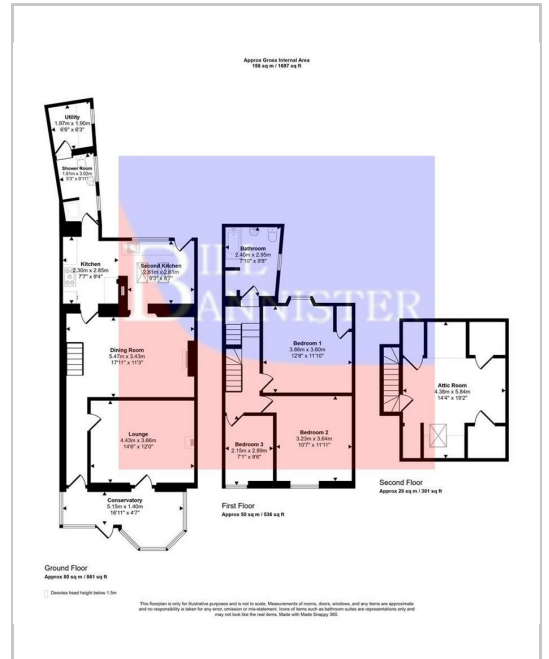 Approx Gross Internal Area
158 sq m / 1697 sq ft
Utility
1.97m x 1.90m
6'6" x 6'3"
Shower Room
1.61m x 3.02m
5'3" x 9'11"
Kitchen
2.30m x 2.85m
7'7" x 9'4"
Second Kitchen
2.81m x 2.61m
9'3" x 8'7"
Dining Room
5.47m x 3.43m
17'11" x 11'3"
Lounge
4.43m x 3.66m
14'6" x 12'0"
Conservatory
5.15m x 1.40m
16'11" x 4'7"
Ground Floor
Approx 80 sq m / 861 sq ft
Denotes head height below 1.5m
Bathroom
2.40m x 2.95m
7'10" x 9'8"
BILL
BANNISTER
Bedroom 1
3.86m x 3.60m
12'8" x 11'10"
Bedroom 3
2.15m x 2.89m
7'1" x 9'6"
Bedroom 2
3.23m x 3.64m
10'7" x 11'11"
First Floor
Approx 50 sq m / 536 sq ft
Attic Room
4.38m x 5.84m
14'4" x 19'2"
Second Floor
Approx 28 sq m / 301 sq ft
This floorplan is only for illustrative purposes and is not to scale. Measurements of rooms, doors, windows, and any items are approximate
and no responsibility is taken for any error, omission or mis-statement. Icons of items such as bathroom suites are representations only and
may not look like the real items. Made with Made Snappy 360.